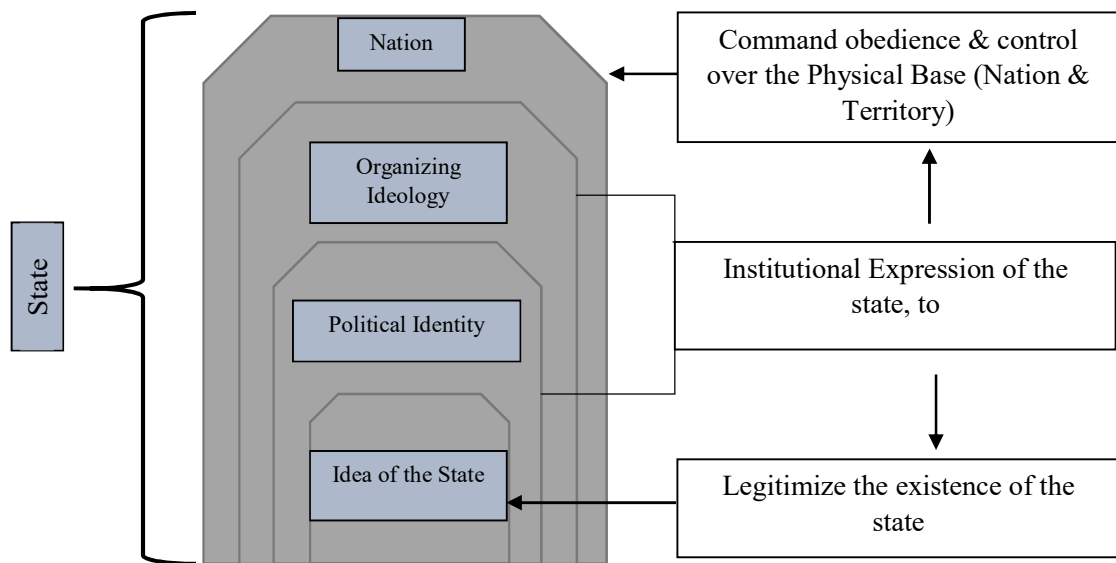 State
Nation
Organizing
Ideology
Political Identity
Idea of the State
Command obedience & control
over the Physical Base (Nation &
Territory)
Institutional Expression of the
state, to
Legitimize the existence of the
state